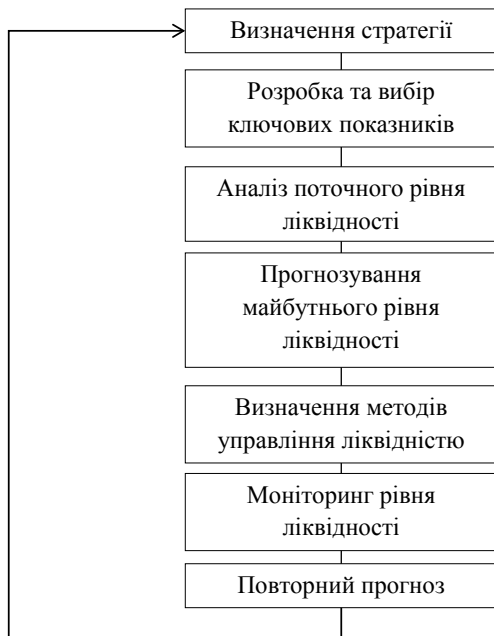 Визначення стратегії
Розробка та вибір
ключових показників
Аналіз поточного рівня
ліквідності
Прогнозування
майбутнього рівня
ліквідності
Визначення методів
управління ліквідністю
Моніторинг рівня
ліквідності
Повторний прогноз